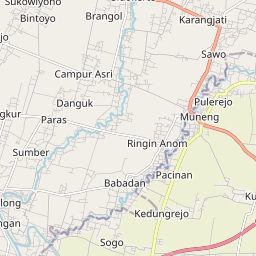 Sukowiyono
Bintoyo
Brangol
Karangjati
Sawo
Campur Asri
Danguk
Pulerejo
Paras
Muneng
Ringin Anom
Sumber
Pacinan
Babadan
Kedungrejo
Sogo